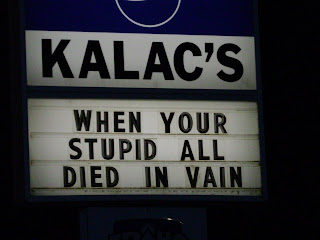 KALAC'S
WHEN YOUR
STUPID ALL
DIED IN VAIN